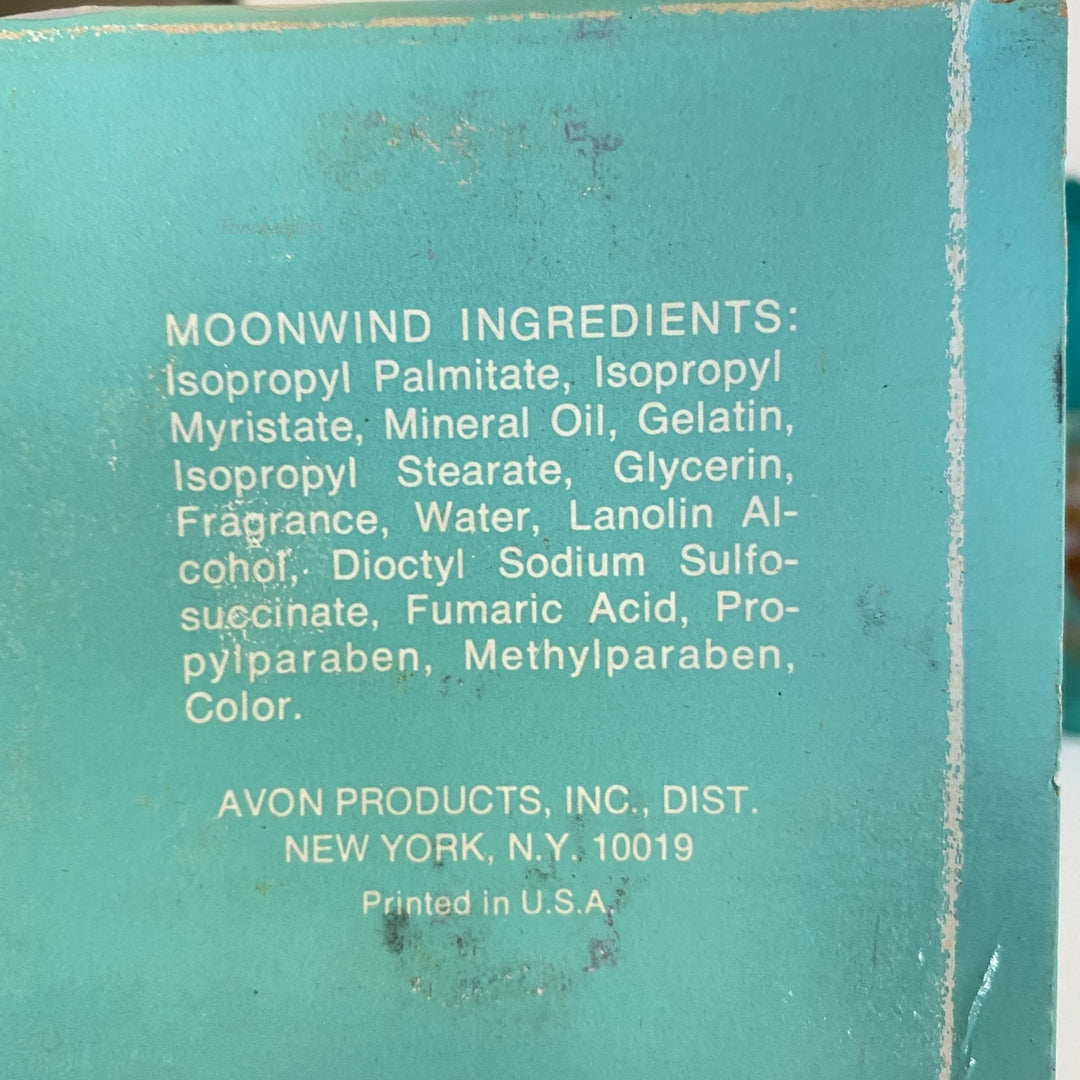 MOONWIND INGREDIENTS:
Isopropyl Palmitate, Isopropyl
Myristate, Mineral Oil, Gelatin,
Isopropyl Stearate, Glycerin,
Fragrance, Water, Lanolin Al-
cohol, Dioctyl Sodium Sulfo-
succinate, Fumaric Acid, Pro-
pylparaben, Methylparaben,
Color.
AVON PRODUCTS, INC., DIST.
NEW YORK, N.Y. 10019
Printed in U.S.A.